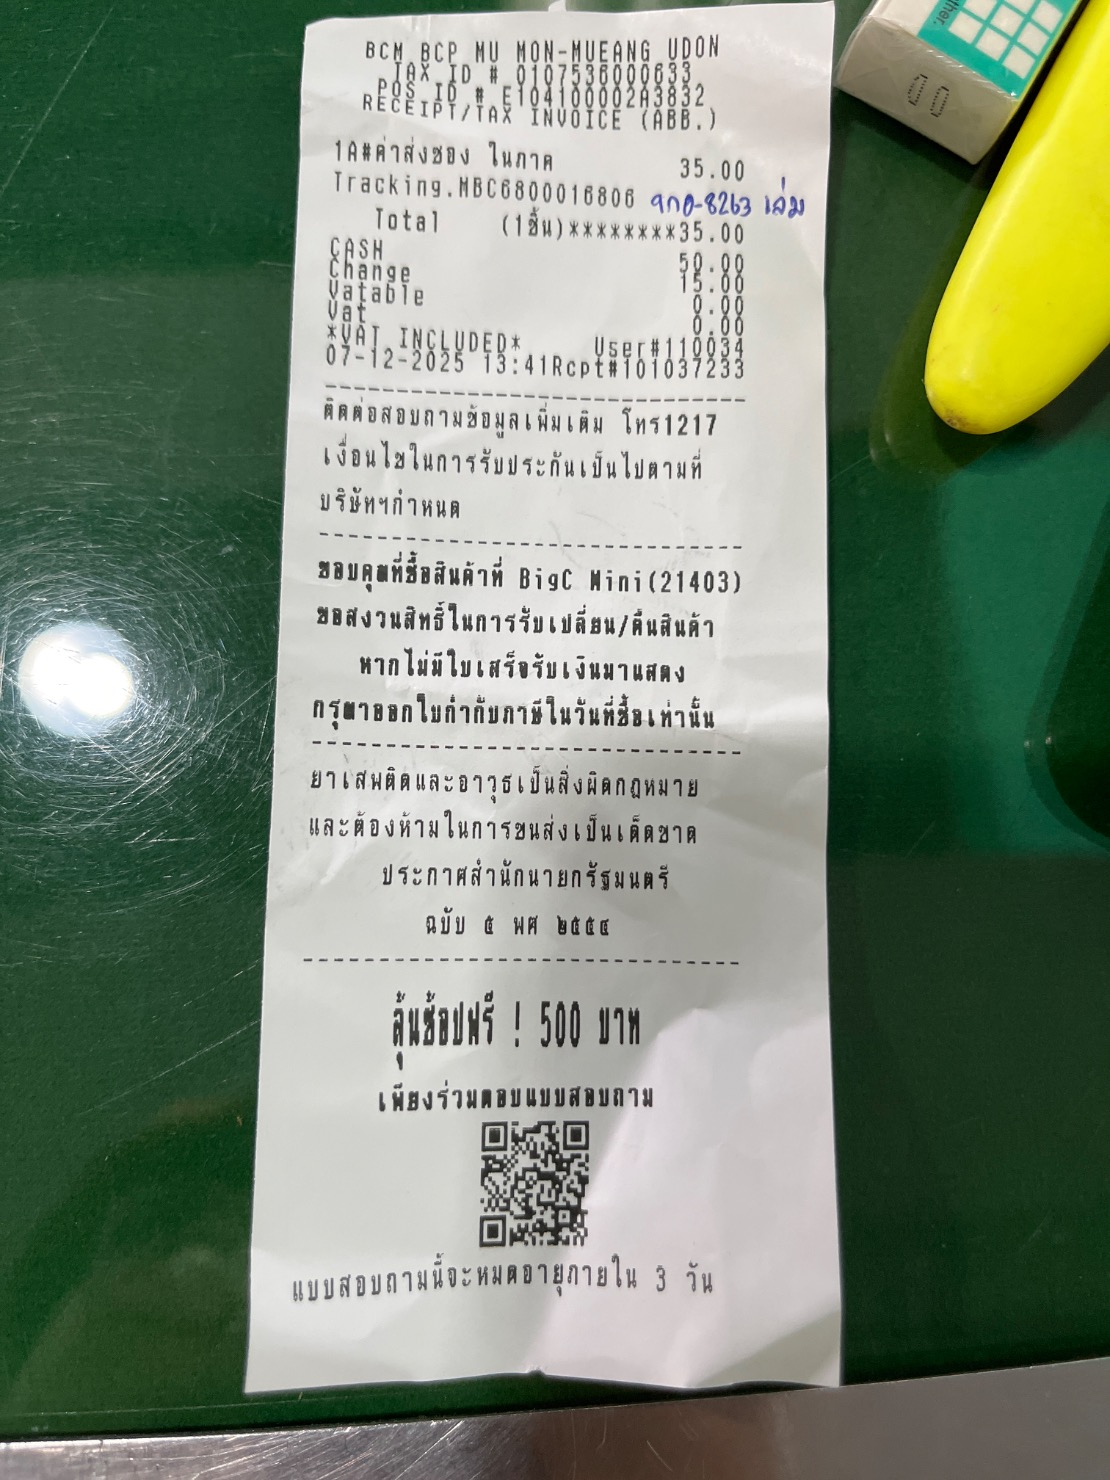 BCM BCP MU MON-MUEANG UDON
TAX ID # 0107536000633
POS ID # E104100002A3832
RECEIPT/TAX INVOICE (ABB.)
1A#ค่าส่งซอง ในภาค 35.00
Tracking.MBC6800016806 ๆกอ-8263 เล่ม
Total (1ชิ้น)********35.00
CASH 50.00
Change 15.00
Vatable 0.00
Vat 0.00
*VAT INCLUDED* User#110034
07-12-2025 13:41Rcpt#101037233
ติดต่อสอบถามข้อมูลเพิ่มเติม โทร1217
เงื่อนไขในการรับประกันเป็นไปตามที่
บริษัทฯกำหนด
ขอบคุณที่ซื้อสินค้าที่ BigC Mini(21403)
ขอสงวนสิทธิ์ในการรับเปลี่ยน/คืนสินค้า
หากไม่มีใบเสร็จรับเงินมาแสดง
กรุณาออกใบกำกับภาษีในวันที่ซื้อเท่านั้น
ยาเสพติดและอาวุธเป็นสิ่งผิดกฎหมาย
และต้องห้ามในการขนส่งเป็นเด็ดขาด
ประกาศสำนักนายกรัฐมนตรี
ฉบับ ๕ พศ ๒๕๕๔
ลุ้นช้อปฟรี ! 500 บาท
เพียงร่วมตอบแบบสอบถาม
แบบสอบถามนี้จะหมดอายุภายใน 3 วัน